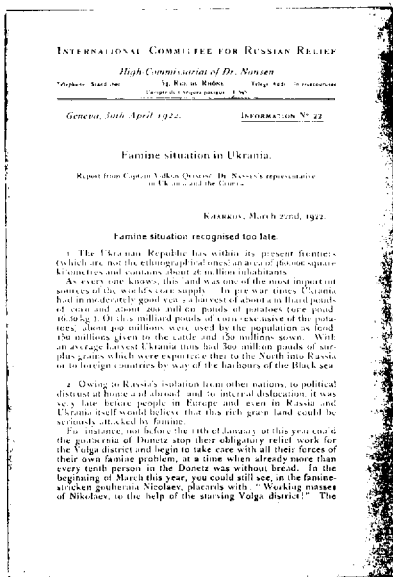 INTERNATIONAL COMMITTEE FOR RUSSIAN RELIEF
High-Commissariat of Dr. Nansen
Geneva, 30th April 1922.
INFORMATION N° 22
Famine situation in Ukrania.
Report from Captain Vidkun Dr. Nansen's representative
in Ukrania and the Crimea.
KHARKOV, March 22nd, 1922.
Famine situation recognised too late.
1. The Ukranian Republic has within its present frontiers
(which are not the ethnographical ones) an area of square
kilometres and contains about 26 million inhabitants.
As every one knows, this land was one of the most important
sources of the world's corn supply. In pre war times Ukrania
had in moderately good years a harvest of about a milliard pouds
of corn and about 200 million pouds of potatoes (one poud
16.30 kg.). Of this milliard pouds of corn (exclusive of the pota-
toes) about 400 millions were used by the population as food
150 millions given to the cattle and 150 millions sown. With
an average harvest Ukrania thus had 300 million pouds of sur-
plus grains which were exported either to the North into Russia
or to foreign countries by way of the harbours of the Black sea.
2. Owing to Russia's isolation from other nations, to political
distrust at home and abroad, and to internal dislocation, it was
very late before people in Europe and even in Russia and
Ukrania itself would believe that this rich grain land could be
seriously attacked by famine.
For instance, not before the 11th of January of this year could
the goubernia of Donetz stop their obligatory relief work for
the Volga district and begin to take care with all their forces of
their own famine problem, at a time when already more than
every tenth person in the Donetz was without bread. In the
beginning of March this year, you could still see, in the famine-
stricken goubernia Nicolaev, placards with: "Working masses
of Nikolaev, to the help of the starving Volga district!" The